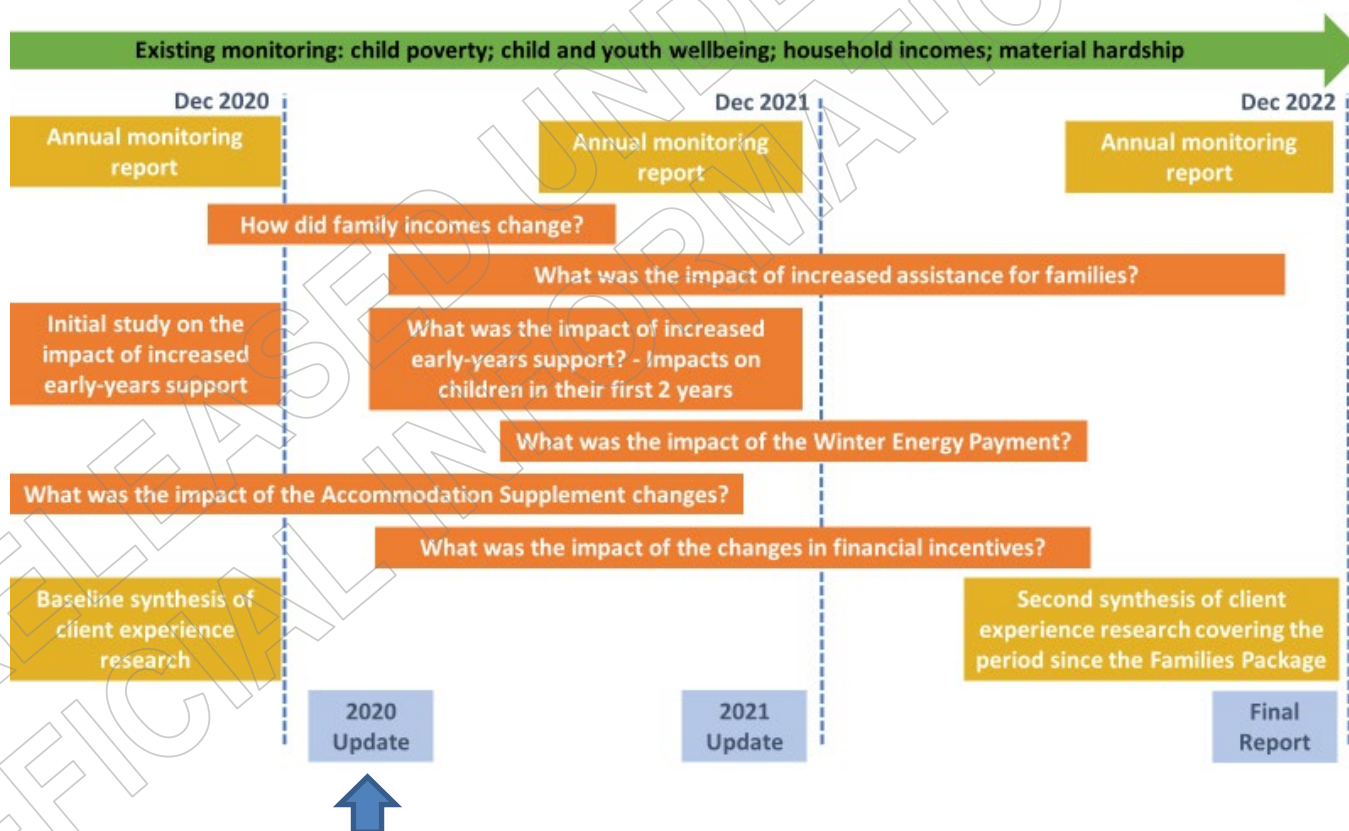 Existing monitoring: child poverty; child and youth wellbeing; household incomes; material hardship
Dec 2020
Dec 2021
Dec 2022
Annual monitoring
report
Annual monitoring
report
Annual monitoring
report
How did family incomes change?
What was the impact of increased assistance for families?
Initial study on the
impact of increased
early-years support
What was the impact of increased
early-years support? - Impacts on
children in their first 2 years
What was the impact of the Winter Energy Payment?
What was the impact of the Accommodation Supplement changes?
What was the impact of the changes in financial incentives?
Baseline synthesis of
client experience
research
Second synthesis of client
experience research covering the
period since the Families Package
2020
Update
2021
Update
Final
Report
RELEASED UNDE
OFFICIAL INFORMATIO